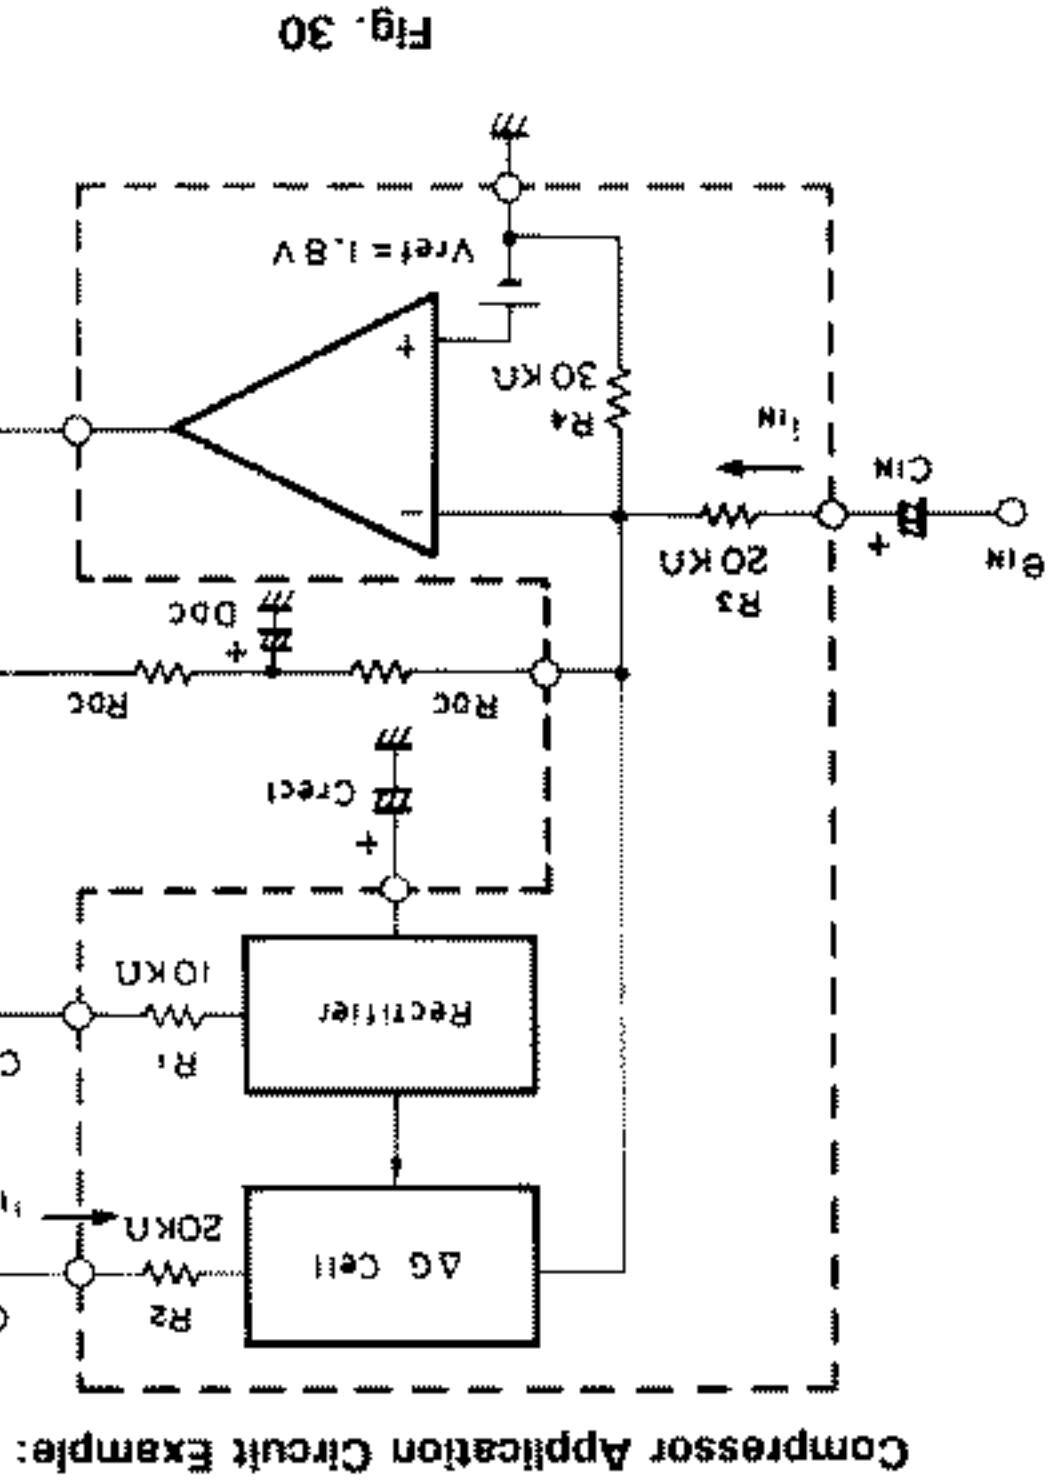 Compressor Application Circuit Example:
R2
ΔG Cell
20KΩ
R1
Rectifier
10KΩ
+
Crect
RDC
RDC
+
DDC
eIN
CIN
+
R3
20KΩ
iIN
R4
30KΩ
−
+
Vref=1.8V
Fig. 30